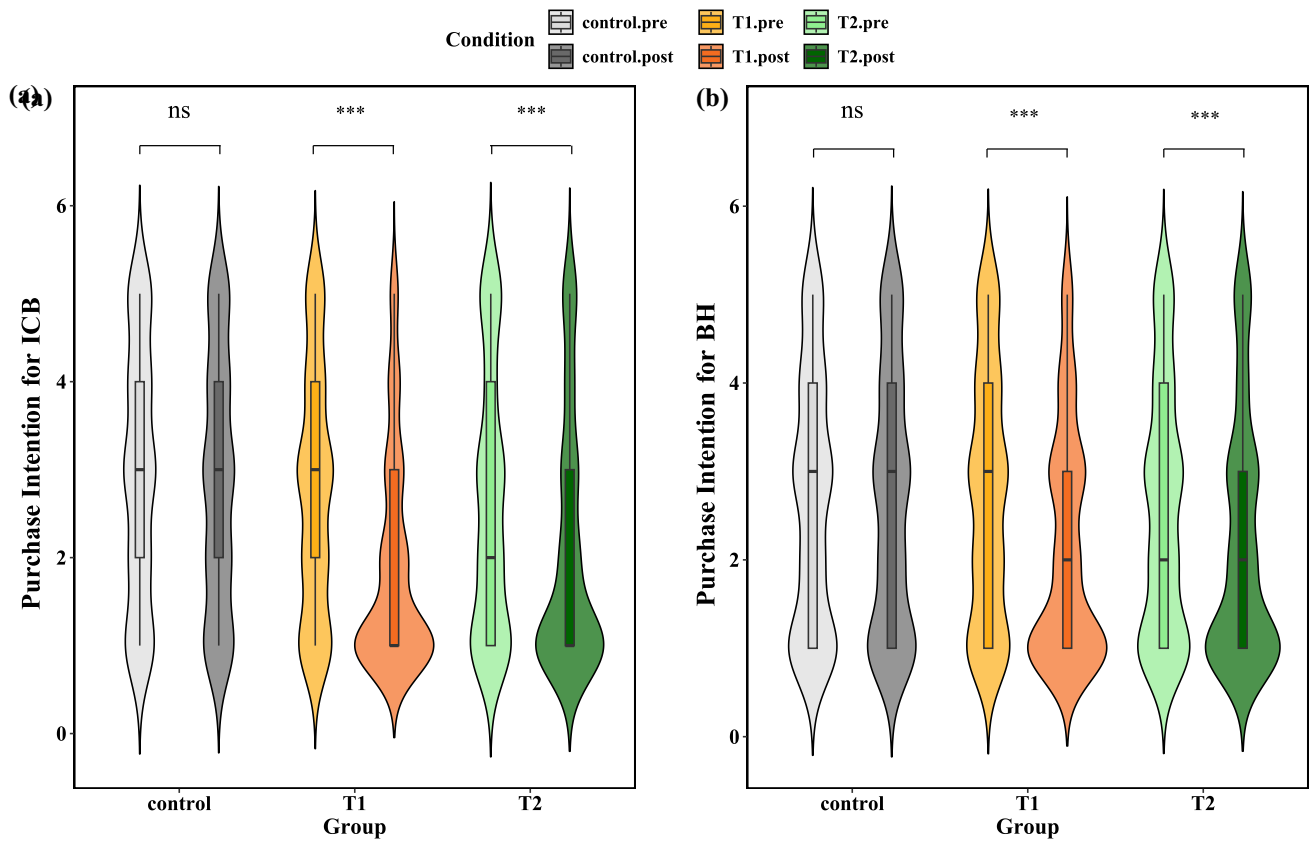 Condition
control.pre
T1.pre
T2.pre
control.post
T1.post
T2.post
(a)
(a)
ns
***
***
Purchase Intention for ICB
6
4
2
0
control
T1
T2
Group
(b)
ns
***
***
Purchase Intention for BH
6
4
2
0
control
T1
T2
Group